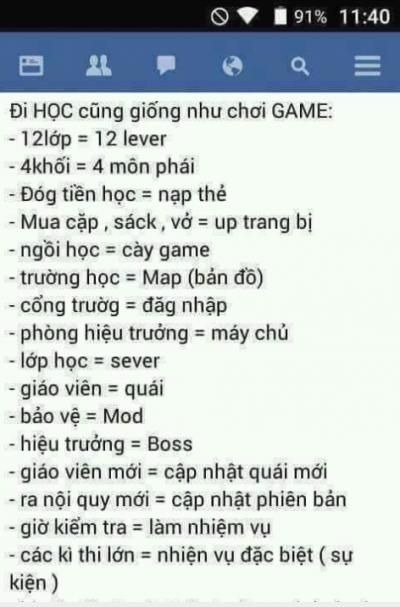 91% 11:40
Đi HỌC cũng giống như chơi GAME:
- 12lớp = 12 lever
- 4khối = 4 môn phái
- Đóg tiền học = nạp thẻ
- Mua cặp , sáck , vở = up trang bị
- ngồi học = cày game
- trường học = Map (bản đồ)
- cổng trườg = đăg nhập
- phòng hiệu trưởng = máy chủ
- lớp học = sever
- giáo viên = quái
- bảo vệ = Mod
- hiệu trưởng = Boss
- giáo viên mới = cập nhật quái mới
- ra nội quy mới = cập nhật phiên bản
- giờ kiểm tra = làm nhiệm vụ
- các kì thi lớn = nhiện vụ đặc biệt ( sự
kiện )